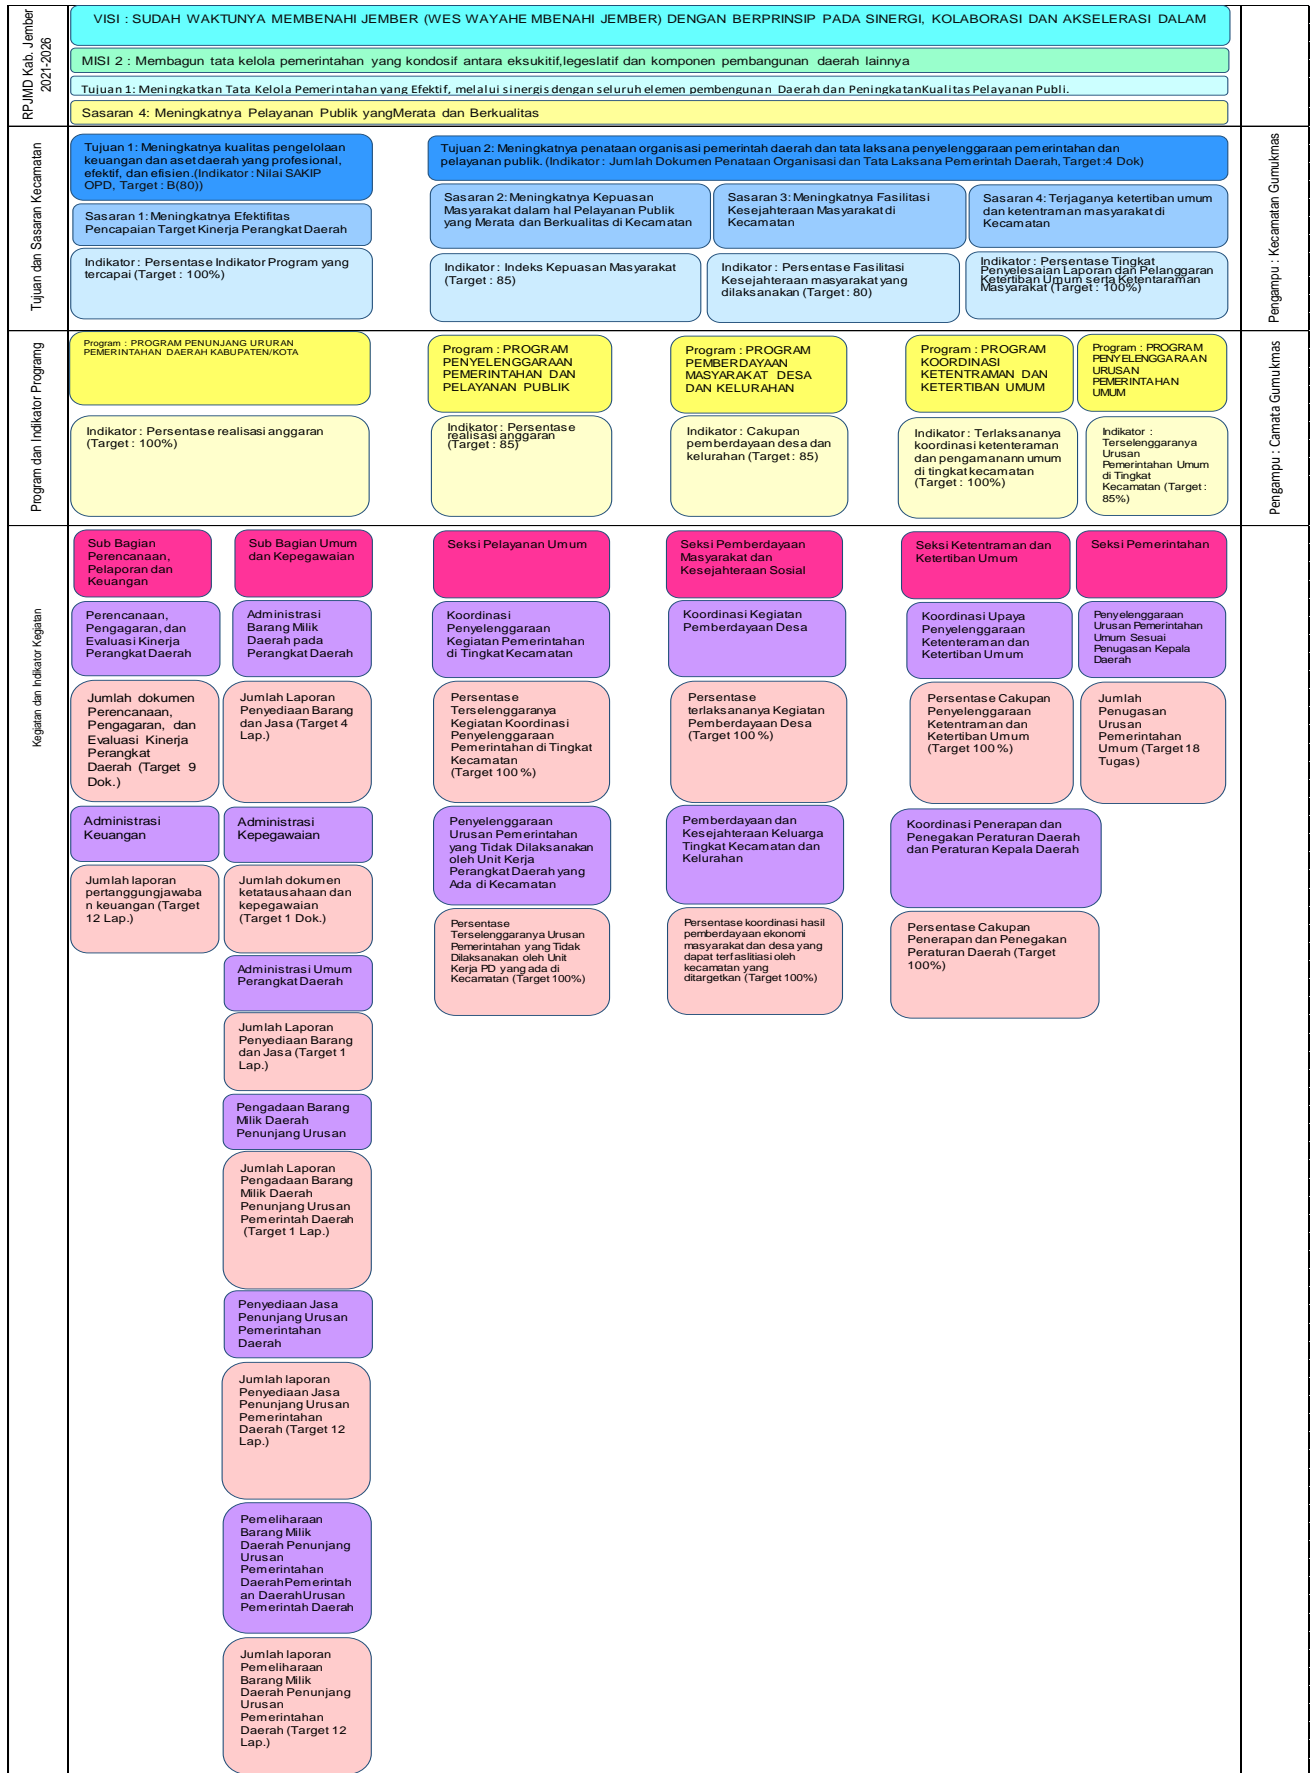 RPJMD Kab. Jember
2021-2026
VISI : SUDAH WAKTUNYA MEMBENAHI JEMBER (WES WAYAHE MBENAHI JEMBER) DENGAN BERPRINSIP PADA SINERGI, KOLABORASI DAN AKSELERASI DALAM
MISI 2 : Membagun tata kelola pemerintahan yang kondosif antara eksukitif,legeslatif dan komponen pembangunan daerah lainnya
Tujuan 1: Meningkatkan Tata Kelola Pemerintahan yang Efektif, melalui sinergis dengan seluruh elemen pembengunan Daerah dan PeningkatanKualitas Pelayanan Publi.
Sasaran 4: Meningkatnya Pelayanan Publik yangMerata dan Berkualitas
Tujuan dan Sasaran Kecamatan
Tujuan 1: Meningkatnya kualitas pengelolaan
keuangan dan aset daerah yang profesional,
efektif, dan efisien.(Indikator : Nilai SAKIP
OPD, Target : B(80))
Sasaran 1: Meningkatnya Efektifitas
Pencapaian Target Kinerja Perangkat Daerah
Indikator : Persentase Indikator Program yang
tercapai (Target : 100%)
Tujuan 2: Meningkatnya penataan organisasi pemerintah daerah dan tata laksana penyelenggaraan pemerintahan dan
pelayanan publik. (Indikator : Jumlah Dokumen Penataan Organisasi dan Tata Laksana Pemerintah Daerah, Target :4 Dok)
Sasaran 2: Meningkatnya Kepuasan
Masyarakat dalam hal Pelayanan Publik
yang Merata dan Berkualitas di Kecamatan
Indikator : Indeks Kepuasan Masyarakat
(Target : 85)
Sasaran 3: Meningkatnya Fasilitasi
Kesejahteraan Masyarakat di
Kecamatan
Indikator : Persentase Fasilitasi
Kesejahteraan masyarakat yang
dilaksanakan (Target : 80)
Sasaran 4: Terjaganya ketertiban umum
dan ketentraman masyarakat di
Kecamatan
Indikator : Persentase Tingkat
Penyelesaian Laporan dan Pelanggaran
Ketertiban Umum serta Ketentaraman
Masyarakat (Target : 100%)
Pengampu : Kecamatan Gumukmas
Program dan Indikator Programg
Program : PROGRAM PENUNJANG URURAN
PEMERINTAHAN DAERAH KABUPATEN/KOTA
Indikator : Persentase realisasi anggaran
(Target : 100%)
Program : PROGRAM
PENYELENGGARAAN
PEMERINTAHAN DAN
PELAYANAN PUBLIK
Indikator : Persentase
realisasi anggaran
(Target : 85)
Program : PROGRAM
PEMBERDAYAAN
MASYARAKAT DESA
DAN KELURAHAN
Indikator : Cakupan
pemberdayaan desa dan
kelurahan (Target : 85)
Program : PROGRAM
KOORDINASI
KETENTRAMAN DAN
KETERTIBAN UMUM
Indikator : Terlaksananya
koordinasi ketenteraman
dan pengamanann umum
di tingkat kecamatan
(Target : 100%)
Program : PROGRAM
PENYELENGGARAAN
URUSAN
PEMERINTAHAN
UMUM
Indikator :
Terselenggaranya
Urusan
Pemerintahan Umum
di Tingkat
Kecamatan (Target :
85%)
Pengampu : Camata Gumukmas
Kegiatan dan Indikator Kegiatan
Sub Bagian
Perencanaan,
Pelaporan dan
Keuangan
Perencanaan,
Pengagaran, dan
Evaluasi Kinerja
Perangkat Daerah
Jumlah dokumen
Perencanaan,
Pengagaran, dan
Evaluasi Kinerja
Perangkat
Daerah (Target 9
Dok.)
Administrasi
Keuangan
Jumlah laporan
pertanggungjawaba
n keuangan (Target
12 Lap.)
Sub Bagian Umum
dan Kepegawaian
Administrasi
Barang Milik
Daerah pada
Perangkat Daerah
Jumlah Laporan
Penyediaan Barang
dan Jasa (Target 4
Lap.)
Administrasi
Kepegawaian
Jumlah dokumen
ketatausahaan dan
kepegawaian
(Target 1 Dok.)
Administrasi Umum
Perangkat Daerah
Jumlah Laporan
Penyediaan Barang
dan Jasa (Target 1
Lap.)
Pengadaan Barang
Milik Daerah
Penunjang Urusan
Jumlah Laporan
Pengadaan Barang
Milik Daerah
Penunjang Urusan
Pemerintah Daerah
(Target 1 Lap.)
Penyediaan Jasa
Penunjang Urusan
Pemerintahan
Daerah
Jumlah laporan
Penyediaan Jasa
Penunjang Urusan
Pemerintahan
Daerah (Target 12
Lap.)
Pemeliharaan
Barang Milik
Daerah Penunjang
Urusan
Pemerintahan
DaerahPemerintah
an DaerahUrusan
Pemerintah Daerah
Jumlah laporan
Pemeliharaan
Barang Milik
Daerah Penunjang
Urusan
Pemerintahan
Daerah (Target 12
Lap.)
Seksi Pelayanan Umum
Koordinasi
Penyelenggaraan
Kegiatan Pemerintahan
di Tingkat Kecamatan
Persentase
Terselenggaranya
Kegiatan Koordinasi
Penyelenggaraan
Pemerintahan di Tingkat
Kecamatan
(Target 100 %)
Penyelenggaraan
Urusan Pemerintahan
yang Tidak Dilaksanakan
oleh Unit Kerja
Perangkat Daerah yang
Ada di Kecamatan
Persentase
Terselenggaranya Urusan
Pemerintahan yang Tidak
Dilaksanakan oleh Unit
Kerja PD yang ada di
Kecamatan (Target 100%)
Seksi Pemberdayaan
Masyarakat dan
Kesejahteraan Sosial
Koordinasi Kegiatan
Pemberdayaan Desa
Persentase
terlaksananya Kegiatan
Pemberdayaan Desa
(Target 100 %)
Pemberdayaan dan
Kesejahteraan Keluarga
Tingkat Kecamatan dan
Kelurahan
Persentase koordinasi hasil
pemberdayaan ekonomi
masyarakat dan desa yang
dapat terfaslitiasi oleh
kecamatan yang
ditargetkan (Target 100%)
Seksi Ketentraman dan
Ketertiban Umum
Koordinasi Upaya
Penyelenggaraan
Ketenteraman dan
Ketertiban Umum
Persentase Cakupan
Penyelenggaraan
Ketentraman dan
Ketertiban Umum
(Target 100 %)
Koordinasi Penerapan dan
Penegakan Peraturan Daerah
dan Peraturan Kepala Daerah
Persentase Cakupan
Penerapan dan Penegakan
Peraturan Daerah (Target
100%)
Seksi Pemerintahan
Penyelenggaraan
Urusan Pemerintahan
Umum Sesuai
Penugasan Kepala
Daerah
Jumlah
Penugasan
Urusan
Pemerintahan
Umum (Target 18
Tugas)